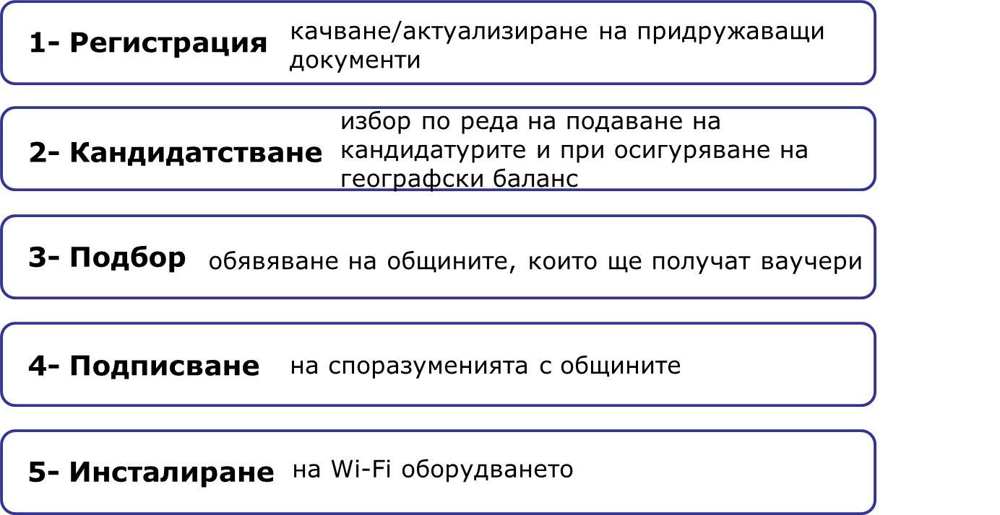 1- Регистрация
качване/актуализиране на придружаващи
документи
2- Кандидатстване
избор по реда на подаване на
кандидатурите и при осигуряване на
географски баланс
3- Подбор
обявяване на общините, които ще получат ваучери
4- Подписване
на споразуменията с общините
5- Инсталиране
на Wi-Fi оборудването